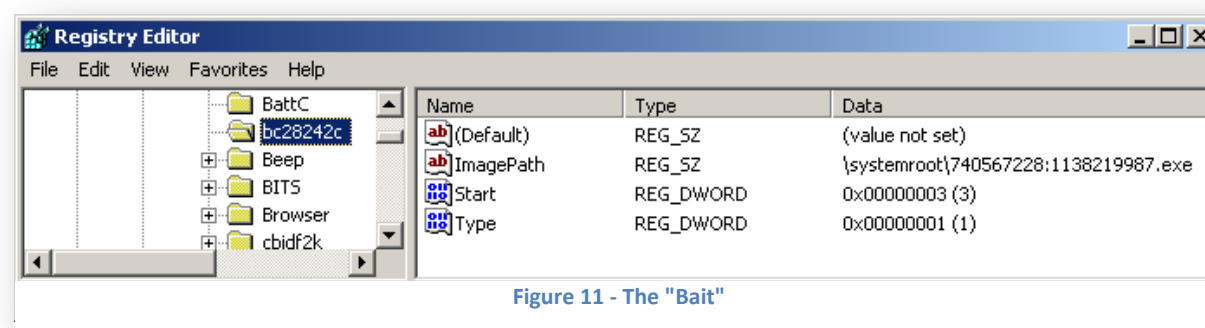 Registry Editor
File Edit View Favorites Help
BattC
bc28242c
Beep
BITS
Browser
cbidf2k
Name Type Data
(Default) REG_SZ (value not set)
ImagePath REG_SZ \systemroot\740567228:1138219987.exe
Start REG_DWORD 0x00000003 (3)
Type REG_DWORD 0x00000001 (1)
Figure 11 - The "Bait"